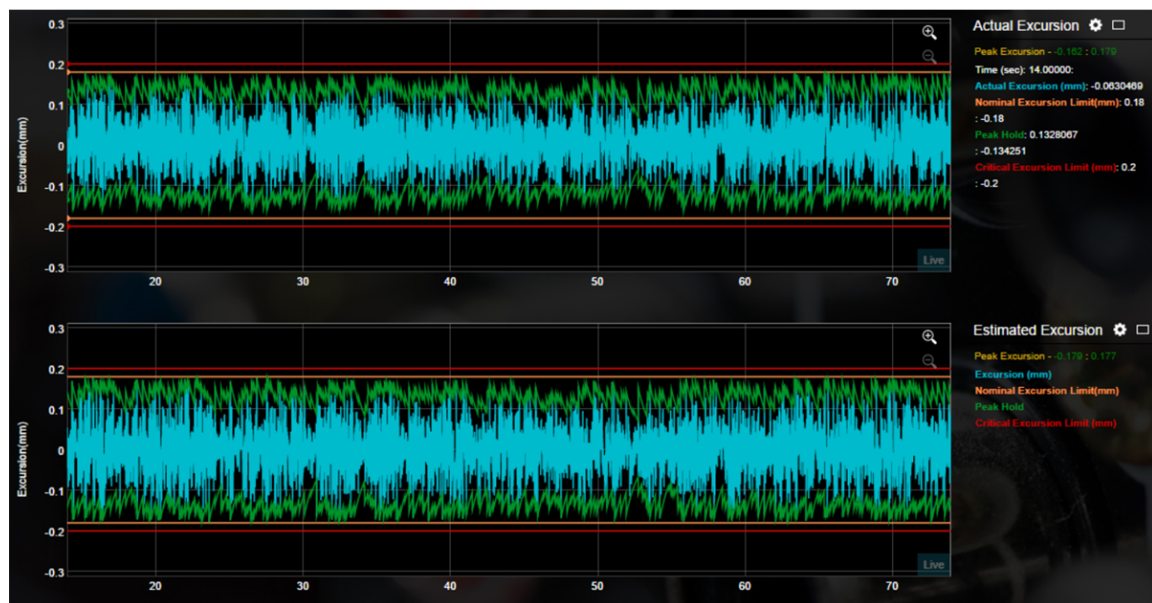 Actual Excursion
Peak Excursion - -0.162 : 0.179
Time (sec): 14.00000:
Actual Excursion (mm): -0.0630469
Nominal Excursion Limit(mm): 0.18
: -0.18
Peak Hold: 0.1328067
: -0.134251
Critical Excursion Limit (mm): 0.2
: -0.2
Excursion(mm)
0.3
0.2
0.1
0
-0.1
-0.2
-0.3
Live
20 30 40 50 60 70
Estimated Excursion
Peak Excursion - -0.179 : 0.177
Excursion (mm)
Nominal Excursion Limit(mm)
Peak Hold
Critical Excursion Limit (mm)
Excursion(mm)
0.3
0.2
0.1
0
-0.1
-0.2
-0.3
Live
20 30 40 50 60 70